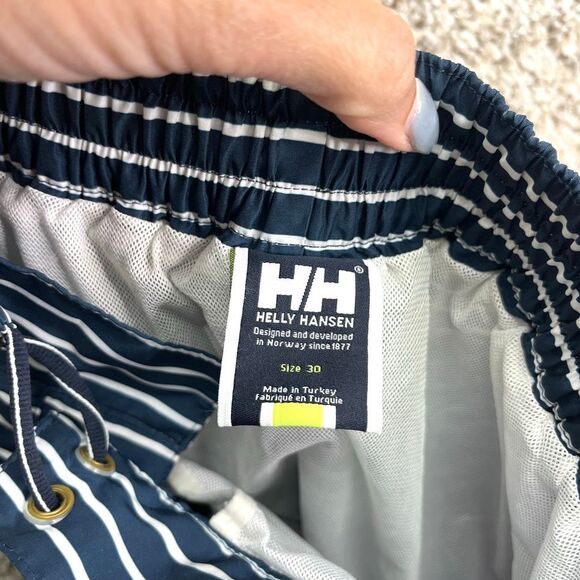 HH®
HELLY HANSEN
Designed and developed
in Norway since 1877
Size 30
Made in Turkey
Fabriqué en Turquie